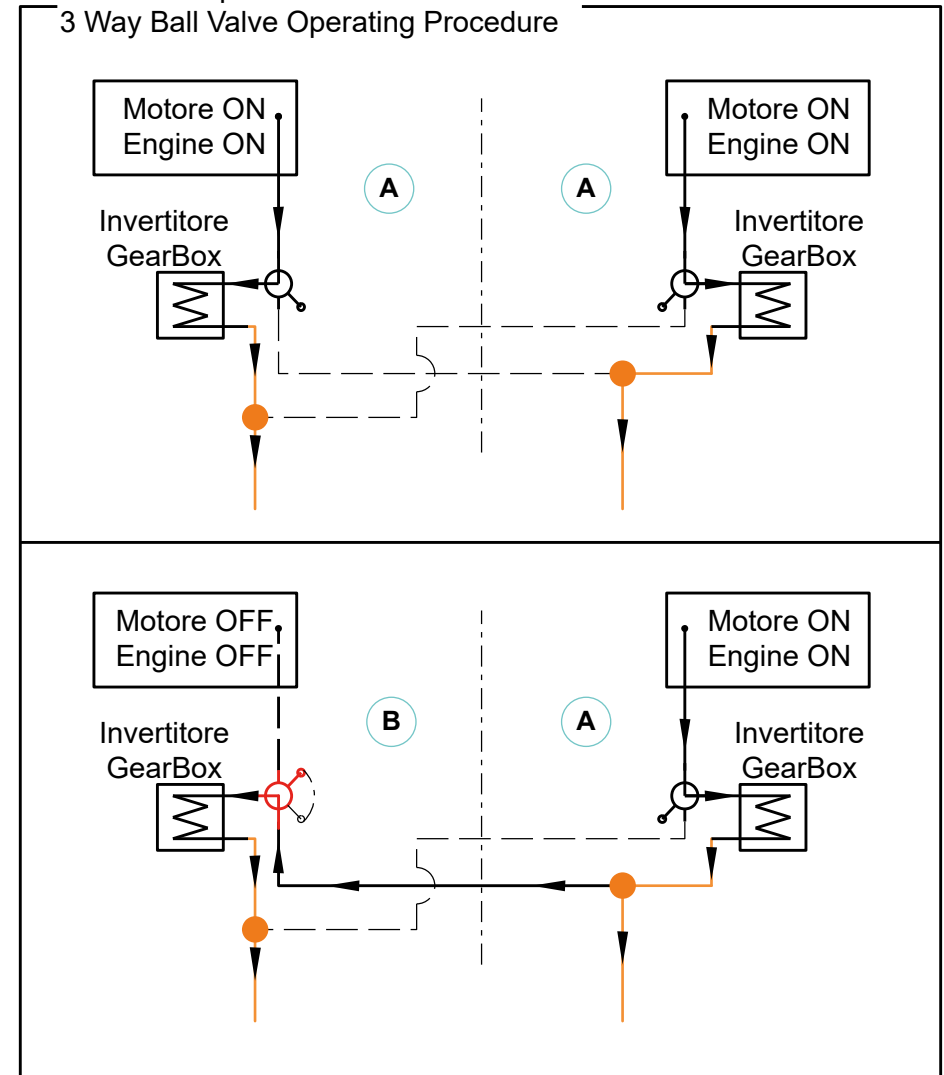 3 Way Ball Valve Operating Procedure
Motore ON
Engine ON
Motore ON
Engine ON
A
A
Invertitore
GearBox
Invertitore
GearBox
Motore OFF
Engine OFF
Motore ON
Engine ON
B
A
Invertitore
GearBox
Invertitore
GearBox